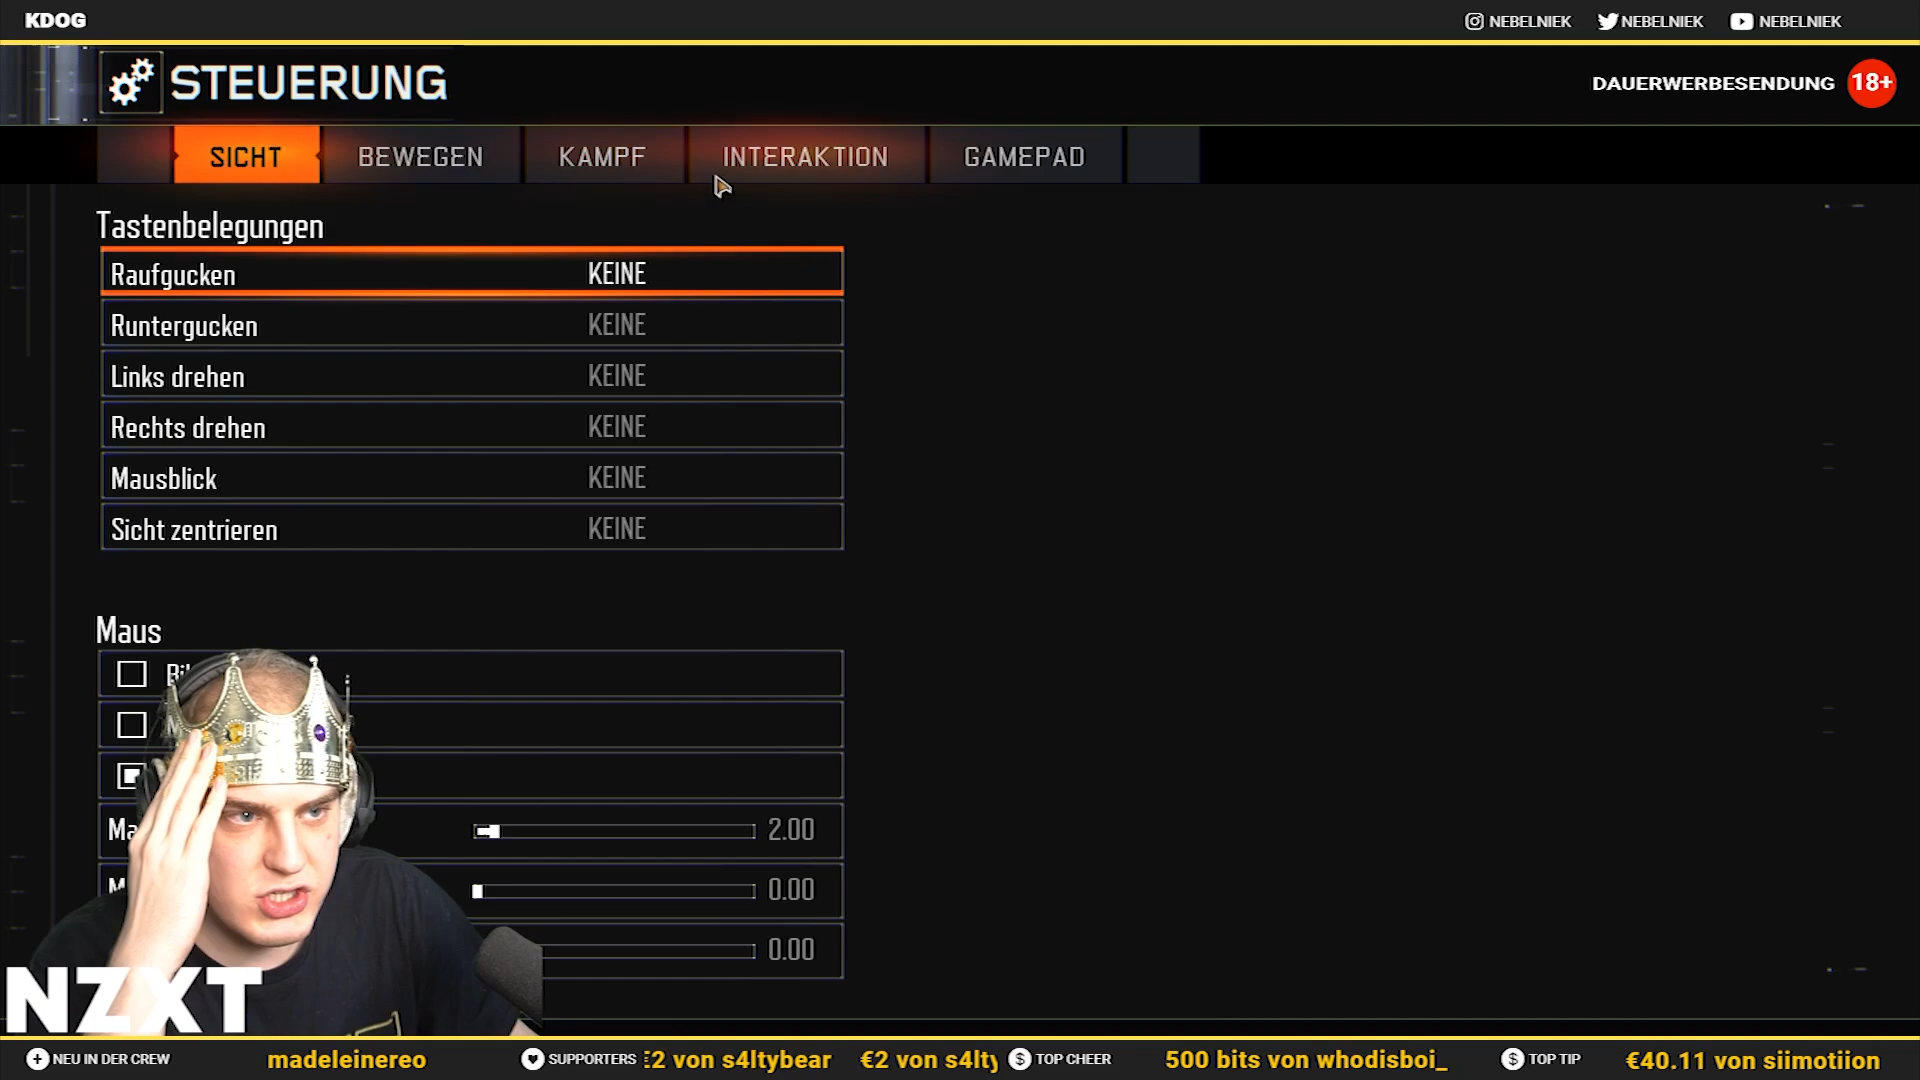 KDOG
NEBELNIEK NEBELNIEK NEBELNIEK
STEUERUNG
DAUERWERBESENDUNG 18+
SICHT BEWEGEN KAMPF INTERAKTION GAMEPAD
Tastenbelegungen
Raufgucken KEINE
Runtergucken KEINE
Links drehen KEINE
Rechts drehen KEINE
Mausblick KEINE
Sicht zentrieren KEINE
Maus
2.00
0.00
0.00
NZXT
NEU IN DER CREW madeleinereo SUPPORTERS €2 von s4ltybear €2 von s4lty TOP CHEER 500 bits von whodisboi_ TOP TIP €40.11 von siimotiion